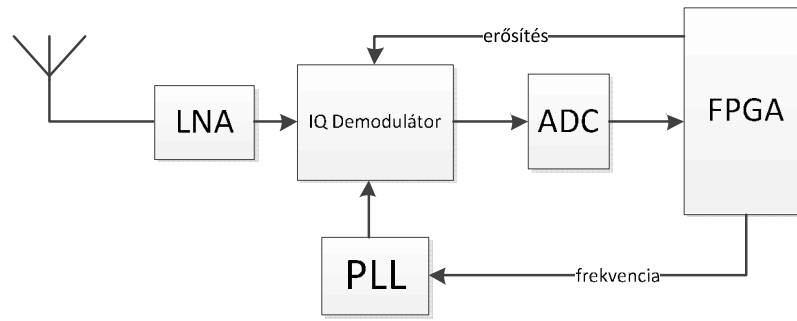 erősítés
LNA
IQ Demodulátor
ADC
FPGA
PLL
frekvencia